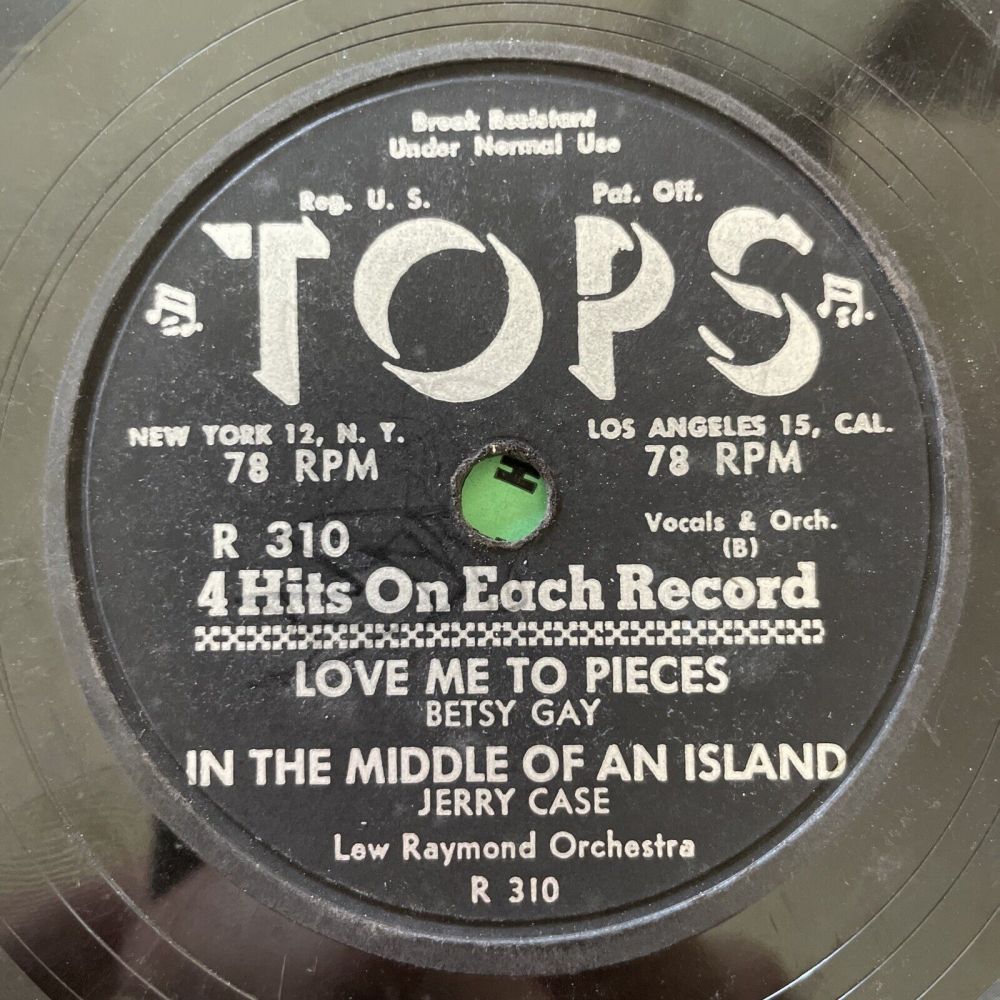 Break Resistant
Under Normal Use
Reg. U. S. Pat. Off.
TOPS
NEW YORK 12, N. Y. LOS ANGELES 15, CAL.
78 RPM 78 RPM
R 310 Vocals & Orch.
(B)
4 Hits On Each Record
LOVE ME TO PIECES
BETSY GAY
IN THE MIDDLE OF AN ISLAND
JERRY CASE
Lew Raymond Orchestra
R 310